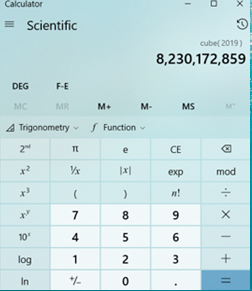 Calculator
Scientific
cube( 2019 )
8,230,172,859
DEG F-E
MC MR M+ M- MS M˅
Trigonometry Function
2ⁿᵈ π e CE
x² ¹/x |x| exp mod
x³ ( ) n! ÷
xʸ 7 8 9 ×
10ˣ 4 5 6 −
log 1 2 3 +
ln +/− 0 . =